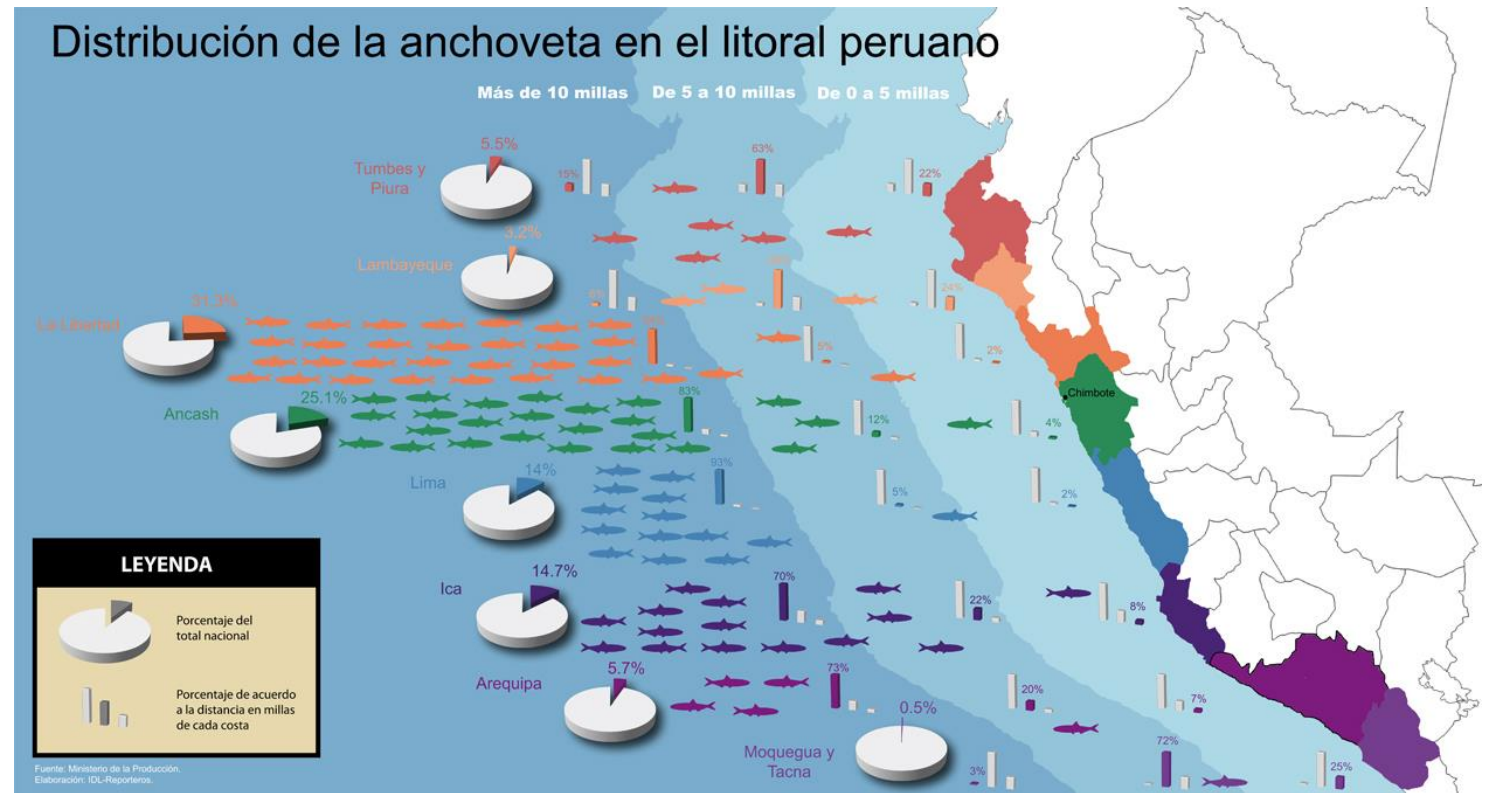 Distribución de la anchoveta en el litoral peruano
Más de 10 millas
De 5 a 10 millas
De 0 a 5 millas
5.5%
Tumbes y
Piura
15%
63%
22%
3.2%
Lambayeque
24%
31.3%
La Libertad
5%
2%
25.1%
Ancash
83%
12%
4%
Chimbote
14%
Lima
93%
5%
2%
14.7%
Ica
70%
22%
8%
5.7%
Arequipa
73%
20%
7%
0.5%
Moquegua y
Tacna
3%
72%
25%
LEYENDA
Porcentaje del
total nacional
Porcentaje de acuerdo
a la distancia en millas
de cada costa
Fuente: Ministerio de la Producción.
Elaboración: IDL-Reporteros.